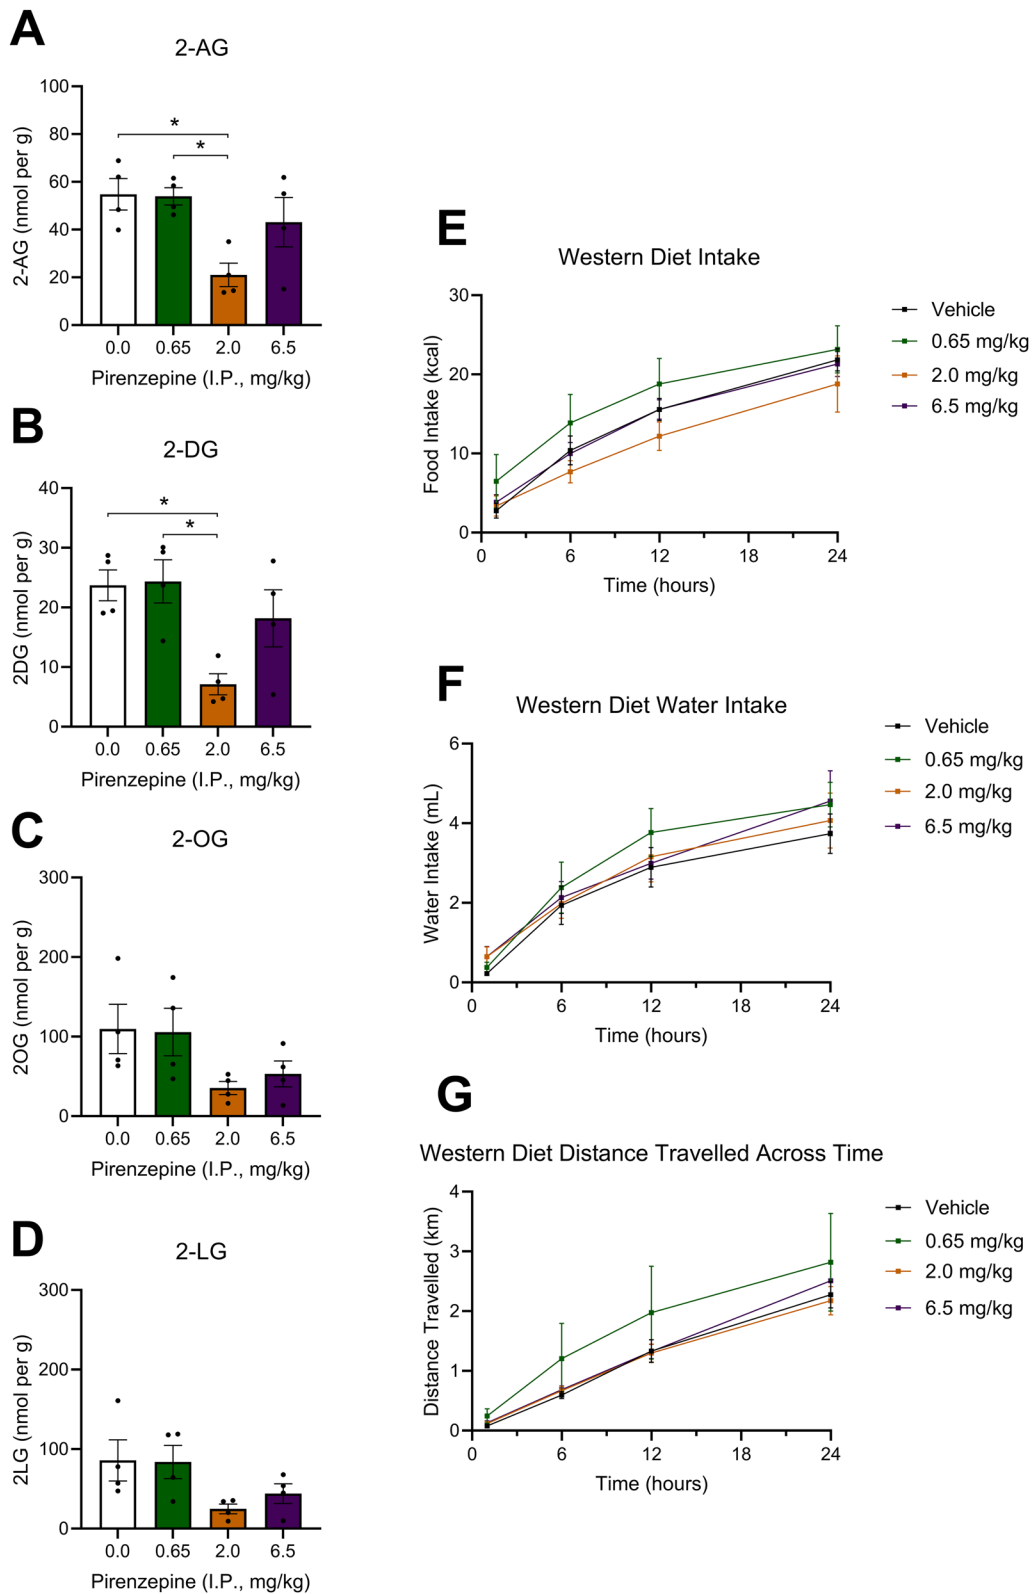 A
2-AG
100
80
60
40
20
0
2-AG (nmol per g)
*
*
0.0 0.65 2.0 6.5
Pirenzepine (I.P., mg/kg)
B
2-DG
40
30
20
10
0
2DG (nmol per g)
*
*
0.0 0.65 2.0 6.5
Pirenzepine (I.P., mg/kg)
C
2-OG
300
200
100
0
2OG (nmol per g)
0.0 0.65 2.0 6.5
Pirenzepine (I.P., mg/kg)
D
2-LG
300
200
100
0
2LG (nmol per g)
0.0 0.65 2.0 6.5
Pirenzepine (I.P., mg/kg)
E
Western Diet Intake
30
20
10
0
Food Intake (kcal)
0 6 12 18 24
Time (hours)
Vehicle
0.65 mg/kg
2.0 mg/kg
6.5 mg/kg
F
Western Diet Water Intake
6
4
2
0
Water Intake (mL)
0 6 12 18 24
Time (hours)
Vehicle
0.65 mg/kg
2.0 mg/kg
6.5 mg/kg
G
Western Diet Distance Travelled Across Time
4
3
2
1
0
Distance Travelled (km)
0 6 12 18 24
Time (hours)
Vehicle
0.65 mg/kg
2.0 mg/kg
6.5 mg/kg